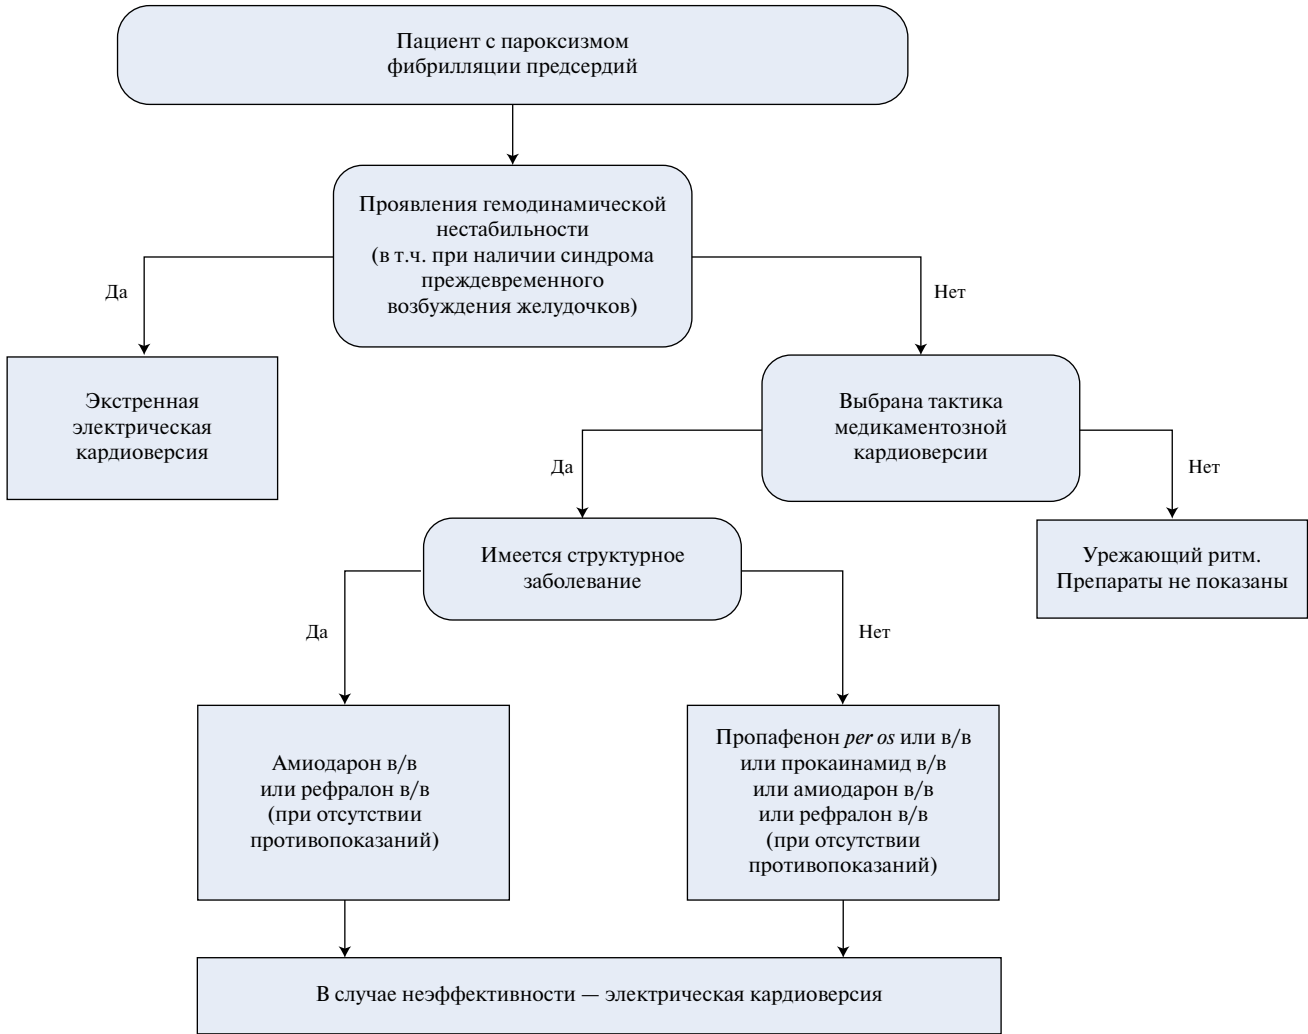 Пациент с пароксизмом
фибрилляции предсердий
Проявления гемодинамической
нестабильности
(в т.ч. при наличии синдрома
преждевременного
возбуждения желудочков)
Да
Нет
Экстренная
электрическая
кардиоверсия
Выбрана тактика
медикаментозной
кардиоверсии
Да
Нет
Имеется структурное
заболевание
Урежающий ритм.
Препараты не показаны
Да
Нет
Амиодарон в/в
или рефралон в/в
(при отсутствии
противопоказаний)
Пропафенон per os или в/в
или прокаинамид в/в
или амиодарон в/в
или рефралон в/в
(при отсутствии
противопоказаний)
В случае неэффективности — электрическая кардиоверсия